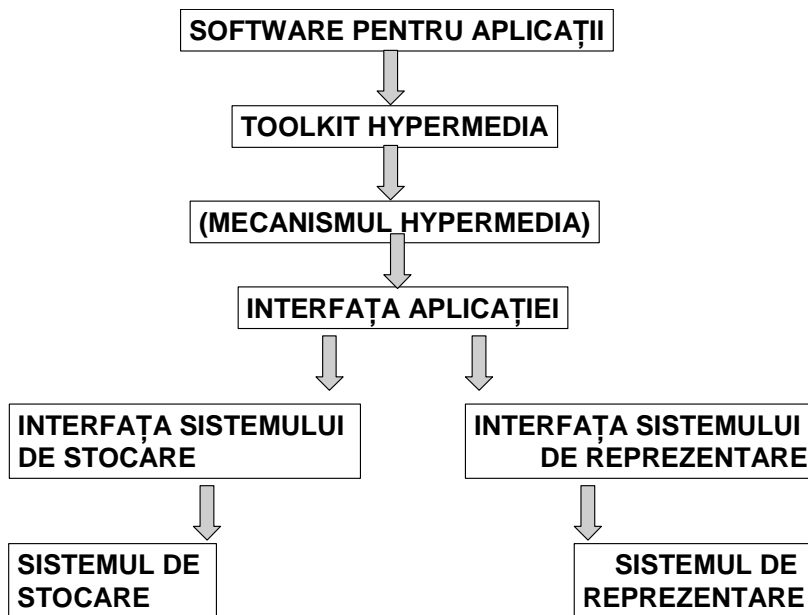 SOFTWARE PENTRU APLICAȚII
TOOLKIT HYPERMEDIA
(MECANISMUL HYPERMEDIA)
INTERFAȚA APLICAȚIEI
INTERFAȚA SISTEMULUI
DE STOCARE
INTERFAȚA SISTEMULUI
DE REPREZENTARE
SISTEMUL DE
STOCARE
SISTEMUL DE
REPREZENTARE